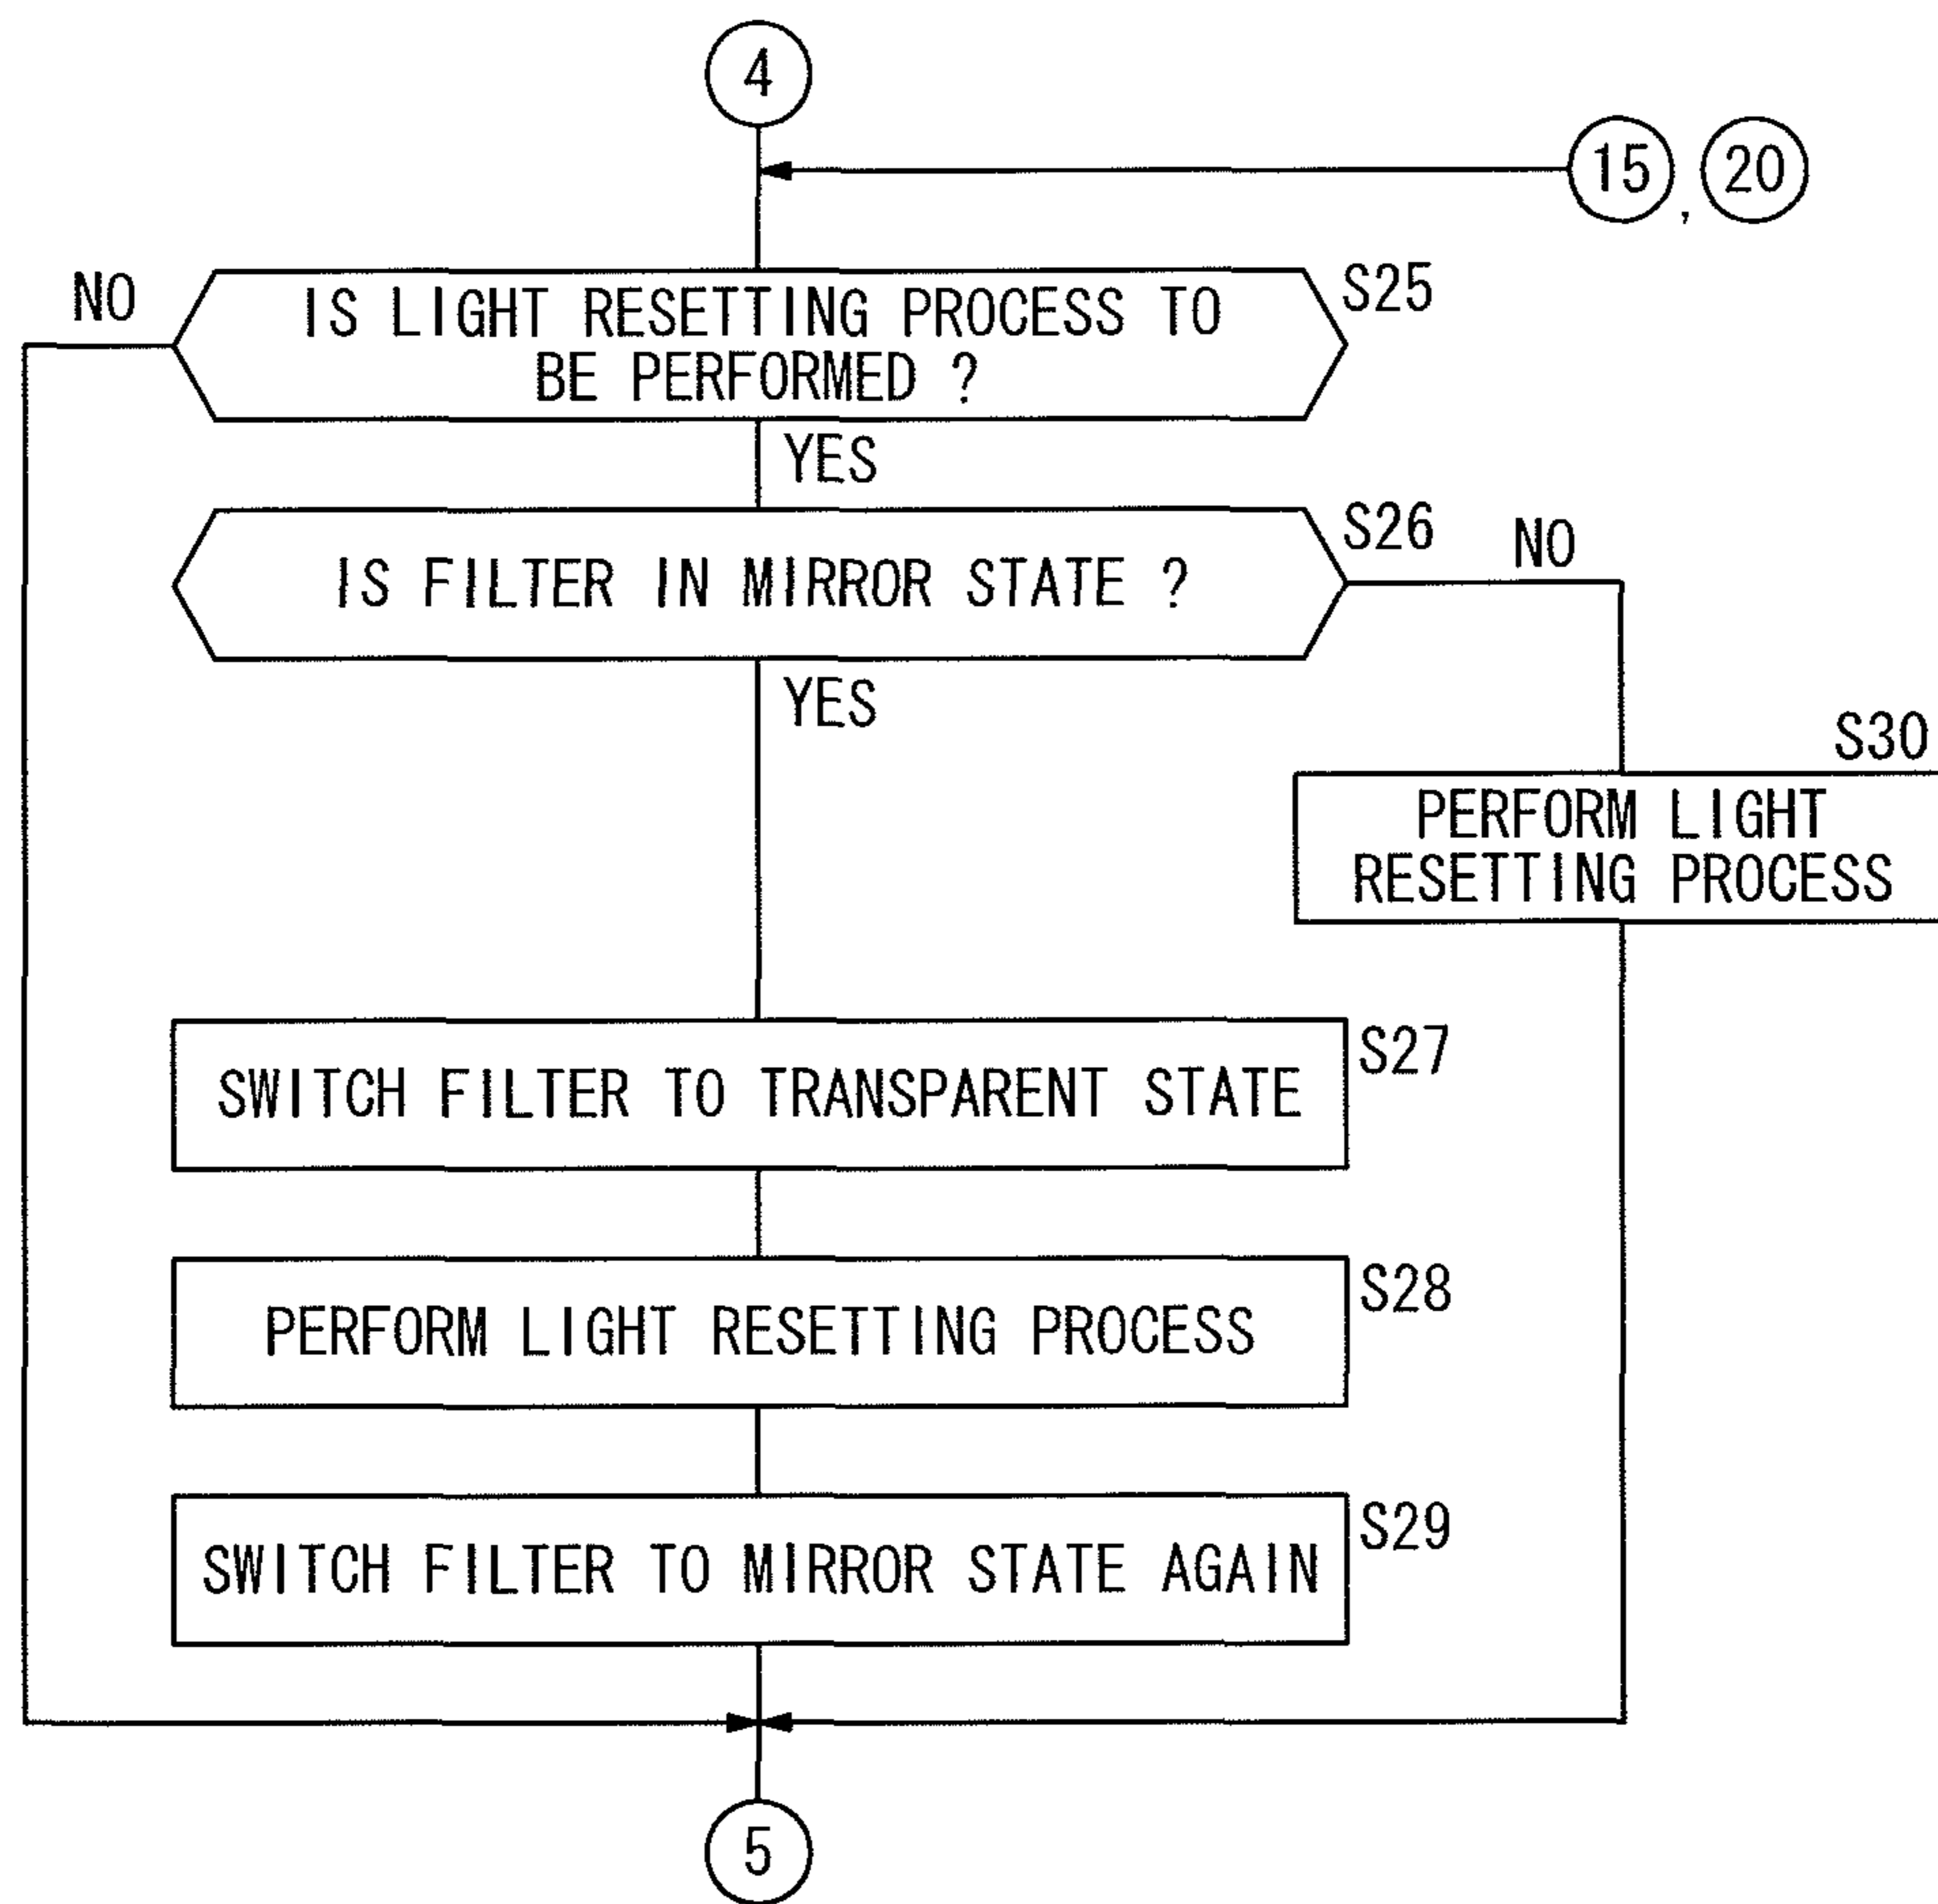 4
15, 20
NO
IS LIGHT RESETTING PROCESS TO
BE PERFORMED ?
S25
YES
IS FILTER IN MIRROR STATE ?
S26
NO
YES
S30
PERFORM LIGHT
RESETTING PROCESS
SWITCH FILTER TO TRANSPARENT STATE
S27
PERFORM LIGHT RESETTING PROCESS
S28
SWITCH FILTER TO MIRROR STATE AGAIN
S29
5